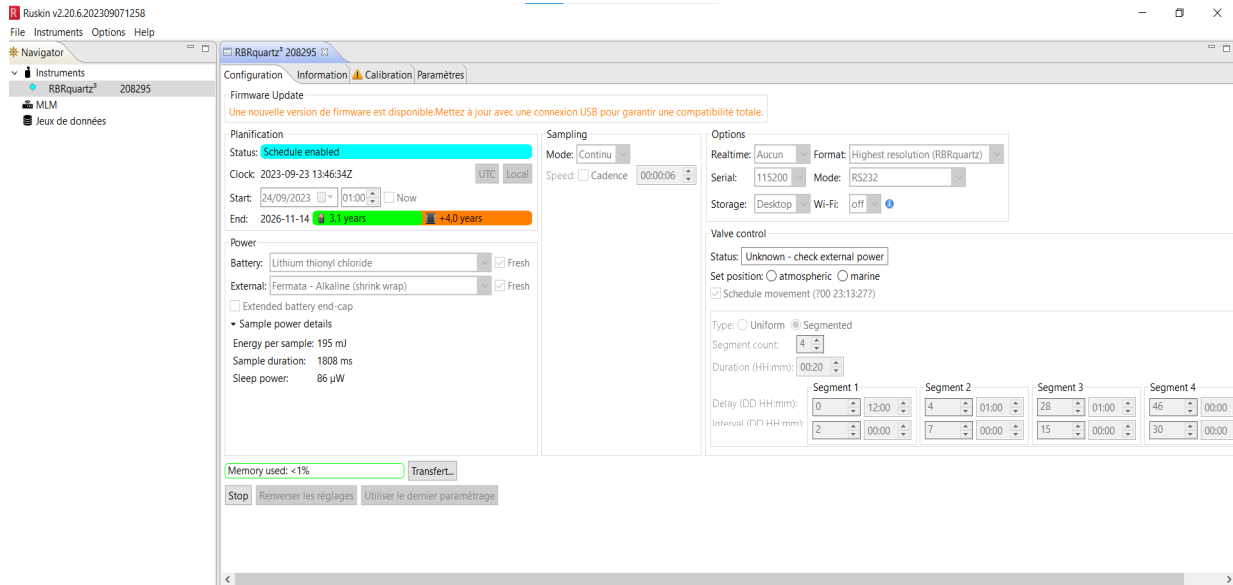 Ruskin v2.20.6.202309071258
File Instruments Options Help
Navigator
Instruments
RBRquartz³ 208295
MLM
Jeux de données
RBRquartz³ 208295
Configuration Information Calibration Paramètres
Firmware Update
Une nouvelle version de firmware est disponible.Mettez à jour avec une connexion USB pour garantir une compatibilité totale.
Planification
Status: Schedule enabled
Clock: 2023-09-23 13:46:34Z UTC Local
Start: 24/09/2023 01:00 Now
End: 2026-11-14 3,1 years +4,0 years
Power
Battery: Lithium thionyl chloride Fresh
External: Fermata - Alkaline (shrink wrap) Fresh
Extended battery end-cap
Sample power details
Energy per sample: 195 mJ
Sample duration: 1808 ms
Sleep power: 86 µW
Sampling
Mode: Continu
Speed: Cadence 00:00:06
Options
Realtime: Aucun Format: Highest resolution (RBRquartz)
Serial: 115200 Mode: RS232
Storage: Desktop Wi-Fi: off
Valve control
Status: Unknown - check external power
Set position: atmospheric marine
Schedule movement (?00 23:13:27?)
Type: Uniform Segmented
Segment count: 4
Duration (HH:mm): 00:20
Segment 1 Segment 2 Segment 3 Segment 4
Delay (DD HH:mm): 0 12:00 4 01:00 28 01:00 46 00:00
Interval (DD HH:mm): 2 00:00 7 00:00 15 00:00 30 00:00
Memory used: <1% Transfert...
Stop Renverser les réglages Utiliser le dernier paramétrage